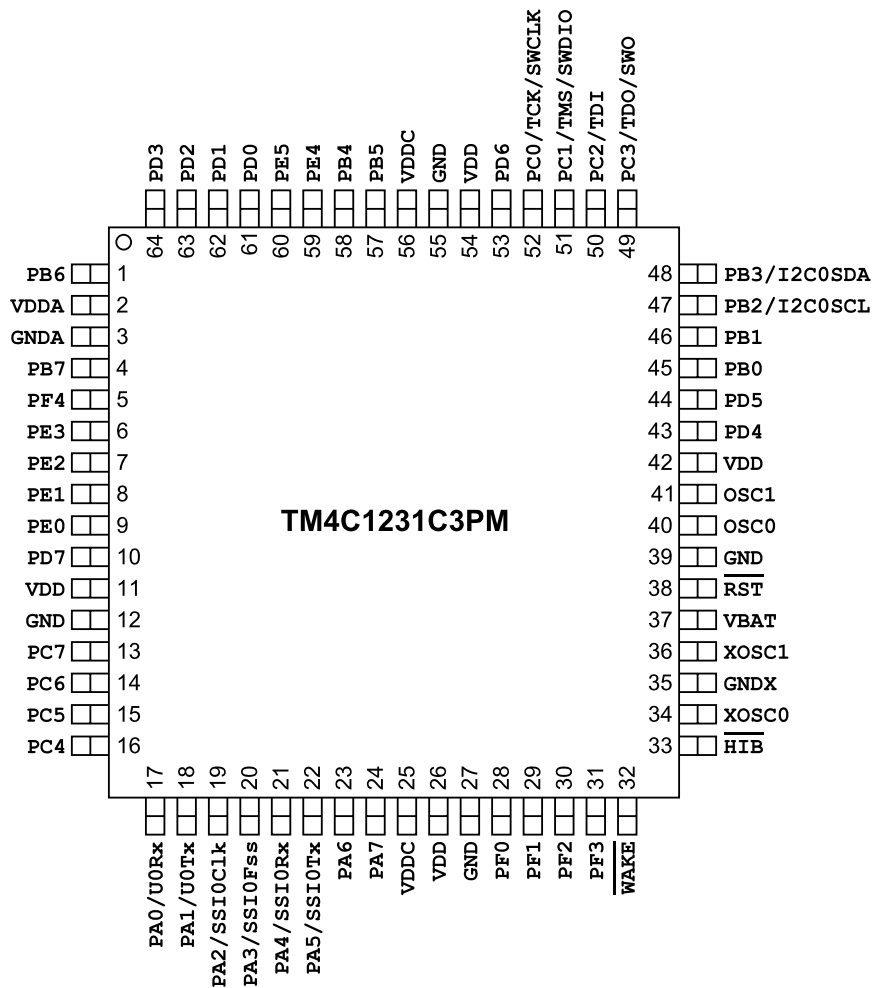 PC0/TCK/SWCLK
PC1/TMS/SWDIO
PC2/TDI
PC3/TDO/SWO
PD3
PD2
PD1
PD0
PE5
PE4
PB4
PB5
VDDC
GND
VDD
PD6
64 63 62 61 60 59 58 57 56 55 54 53 52 51 50 49
PB6 1
VDDA 2
GNDA 3
PB7 4
PF4 5
PE3 6
PE2 7
PE1 8
PE0 9
PD7 10
VDD 11
GND 12
PC7 13
PC6 14
PC5 15
PC4 16
TM4C1231C3PM
48 PB3/I2C0SDA
47 PB2/I2C0SCL
46 PB1
45 PB0
44 PD5
43 PD4
42 VDD
41 OSC1
40 OSC0
39 GND
38 RST
37 VBAT
36 XOSC1
35 GNDX
34 XOSC0
33 HIB
17 18 19 20 21 22 23 24 25 26 27 28 29 30 31 32
PA0/U0Rx
PA1/U0Tx
PA2/SSI0Clk
PA3/SSI0Fss
PA4/SSI0Rx
PA5/SSI0Tx
PA6
PA7
VDDC
VDD
GND
PF0
PF1
PF2
PF3
WAKE